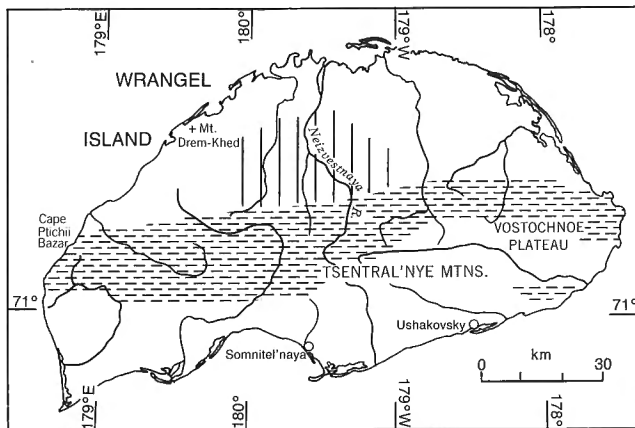 179°E
180°
179°W
178°
WRANGEL
ISLAND
+ Mt.
Drem-Khed
Neizvestnaya
R.
Cape
Ptichii
Bazar
VOSTOCHNOE
PLATEAU
TSENTRAL'NYE MTNS.
71°
71°
Ushakovsky
Somnitel'naya
0 km 30
179°E
180°
179°W
178°